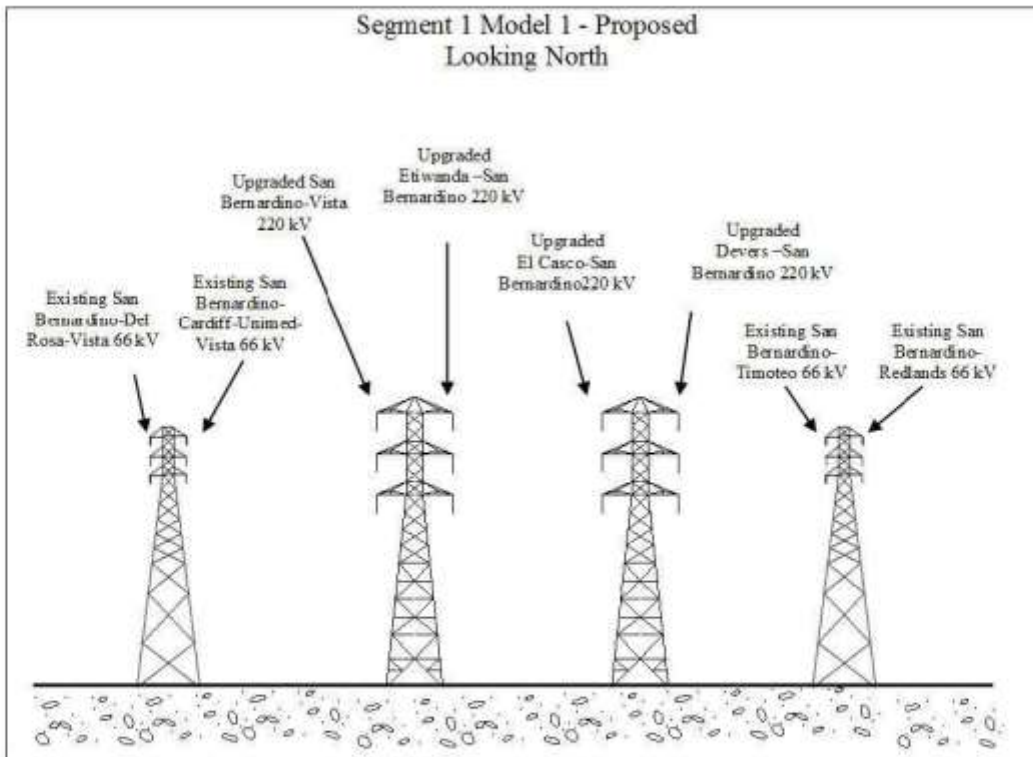 Segment 1 Model 1 - Proposed
Looking North
Upgraded San
Bernardino-Vista
220 kV
Upgraded
Etiwanda –San
Bernardino 220 kV
Upgraded
El Casco-San
Bernardino220 kV
Upgraded
Devers –San
Bernardino 220 kV
Existing San
Bernardino-Del
Rosa-Vista 66 kV
Existing San
Bernardino-
Cardiff-Unimed-
Vista 66 kV
Existing San
Bernardino-
Timoteo 66 kV
Existing San
Bernardino-
Redlands 66 kV